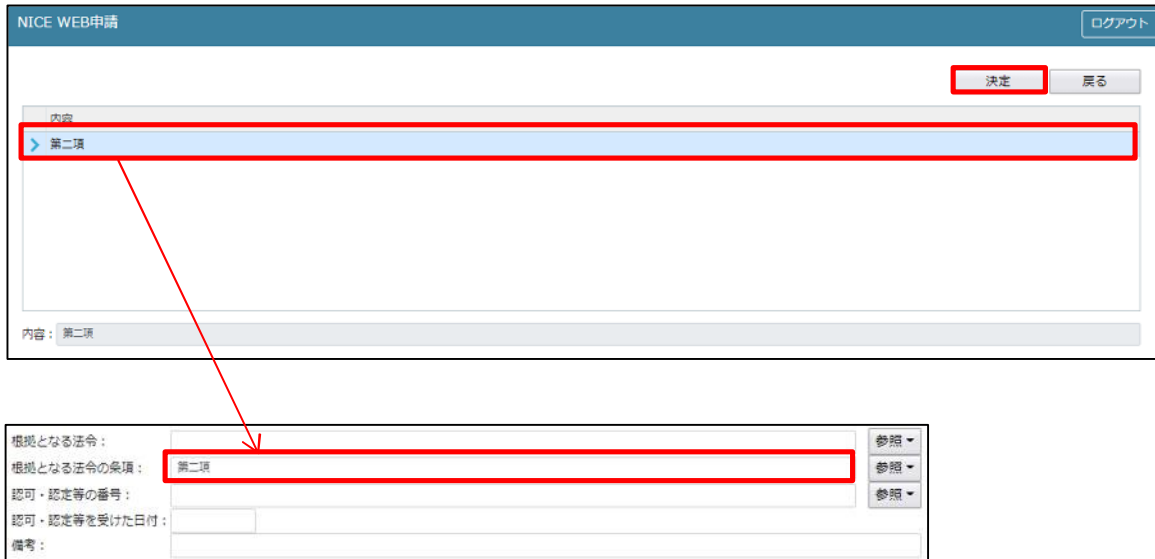 NICE WEB申請
ログアウト
決定
戻る
内容
第二項
内容： 第二項
根拠となる法令： 参照
根拠となる法令の条項： 第二項 参照
認可・認定等の番号： 参照
認可・認定等を受けた日付：
備考：